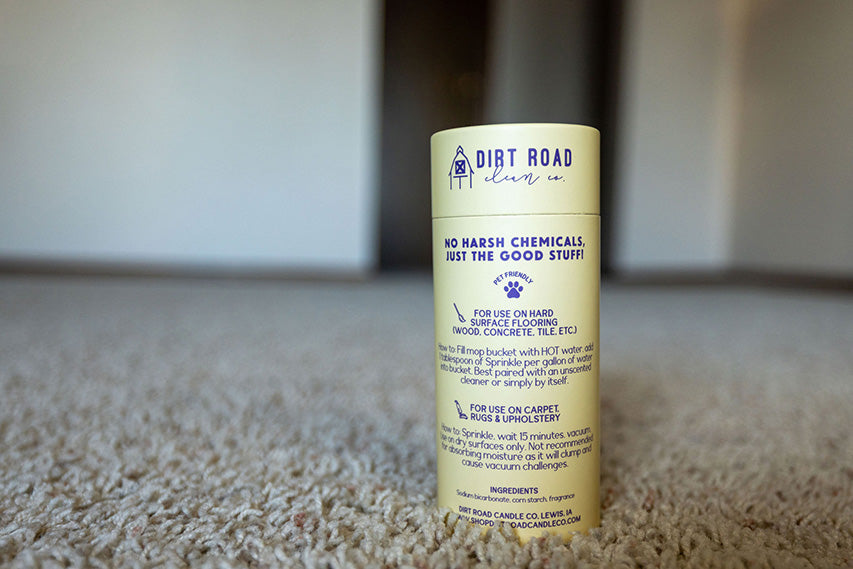 DIRT ROAD
clean co.
NO HARSH CHEMICALS,
JUST THE GOOD STUFF!
PET FRIENDLY
FOR USE ON HARD
SURFACE FLOORING
(WOOD, CONCRETE, TILE, ETC.)
How to: Fill mop bucket with HOT water, add
1 tablespoon of Sprinkle per gallon of water
into bucket. Best paired with an unscented
cleaner or simply by itself.
FOR USE ON CARPET,
RUGS & UPHOLSTERY
How to: Sprinkle, wait 15 minutes, vacuum,
use on dry surfaces only. Not recommended
for absorbing moisture as it will clump and
cause vacuum challenges.
INGREDIENTS
Sodium bicarbonate, corn starch, fragrance
DIRT ROAD CANDLE CO, LEWIS, IA